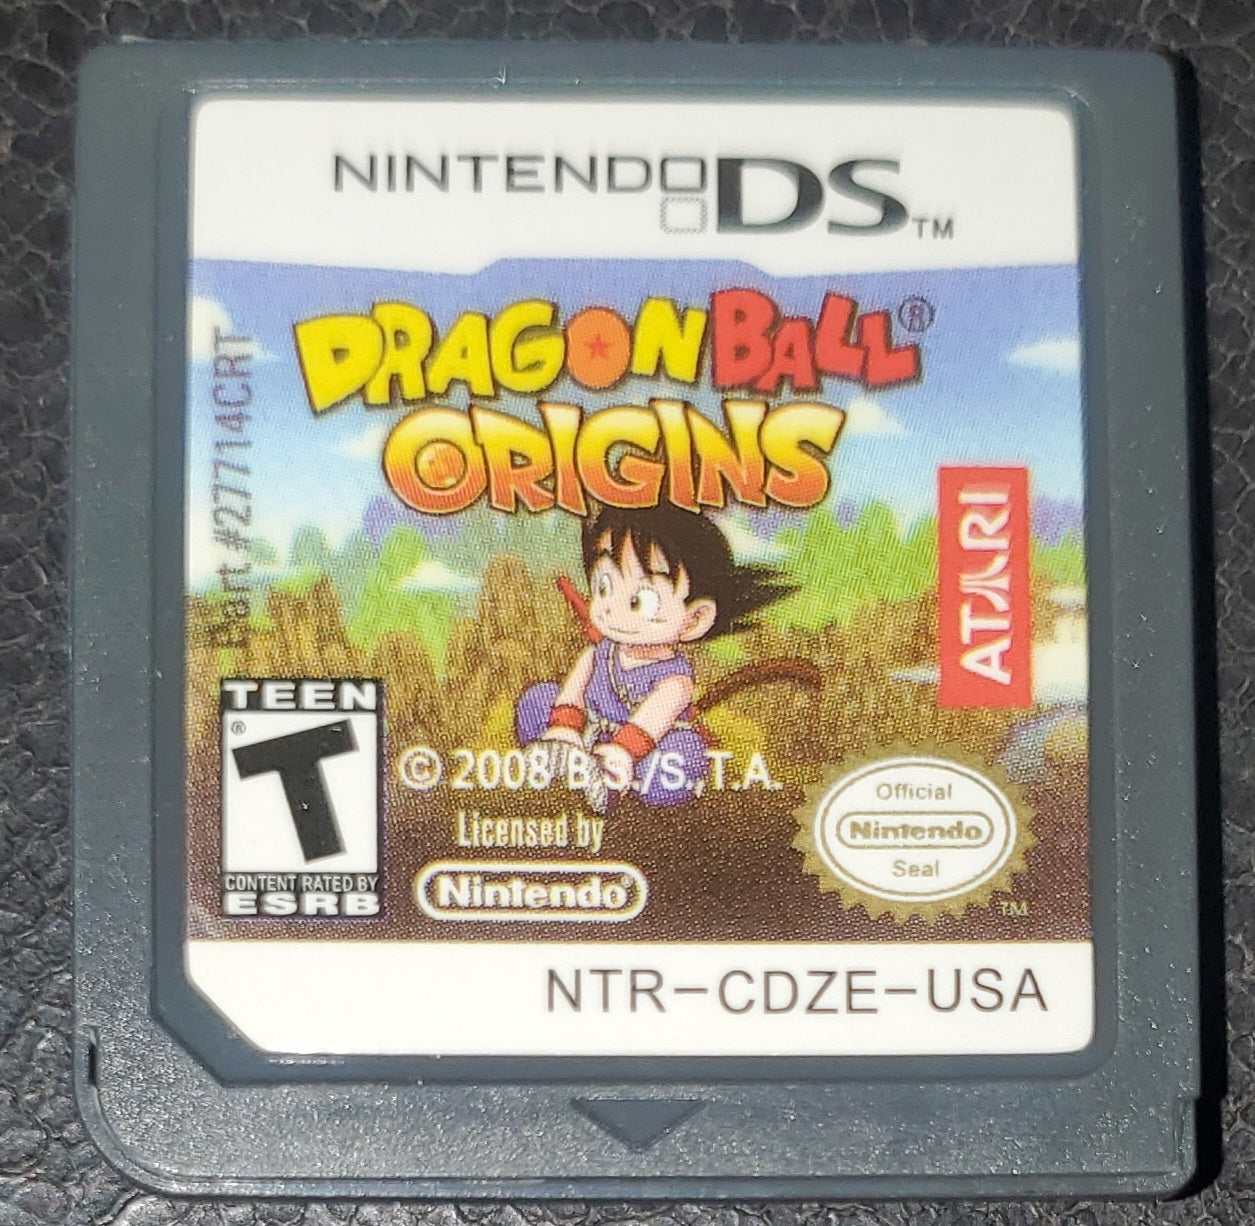 NINTENDO DS™
DRAGON BALL®
ORIGINS
Part #27714CRT
ATARI
TEEN
T®
CONTENT RATED BY
ESRB
© 2008 B.S./S.,T.A.
Licensed by
Nintendo®
Official
Nintendo
Seal
™
NTR-CDZE-USA